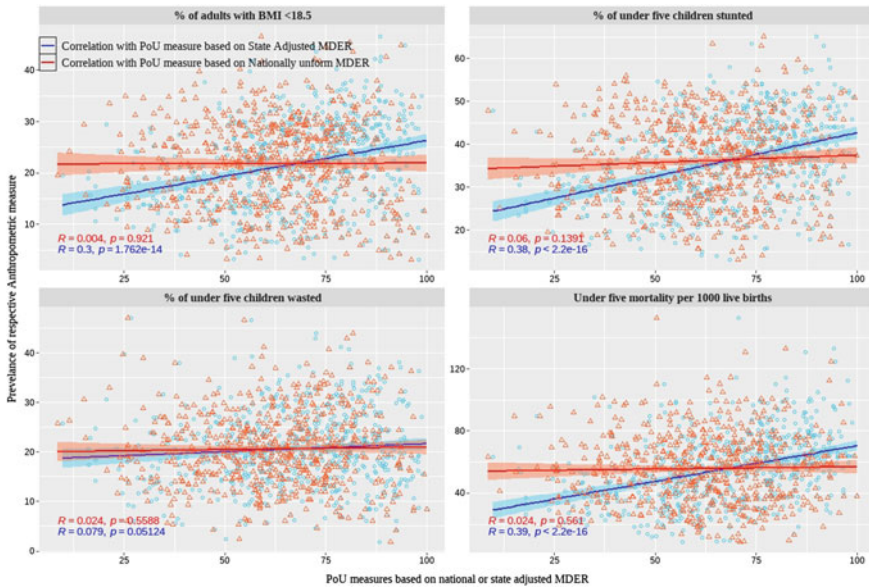 % of adults with BMI <18.5
% of under five children stunted
Correlation with PoU measure based on State Adjusted MDER
Correlation with PoU measure based on Nationally unform MDER
40
30
20
10
R = 0.004, p = 0.921
R = 0.3, p = 1.762e-14
25
50
75
100
60
50
40
30
20
R = 0.06, p = 0.1391
R = 0.38, p < 2.2e-16
25
50
75
100
Prevelance of respective Anthropometric measure
% of under five children wasted
Under five mortality per 1000 live births
40
30
20
10
0
R = 0.024, p = 0.5588
R = 0.079, p = 0.05124
25
50
75
100
120
80
40
R = 0.024, p = 0.561
R = 0.39, p < 2.2e-16
25
50
75
100
PoU measures based on national or state adjusted MDER